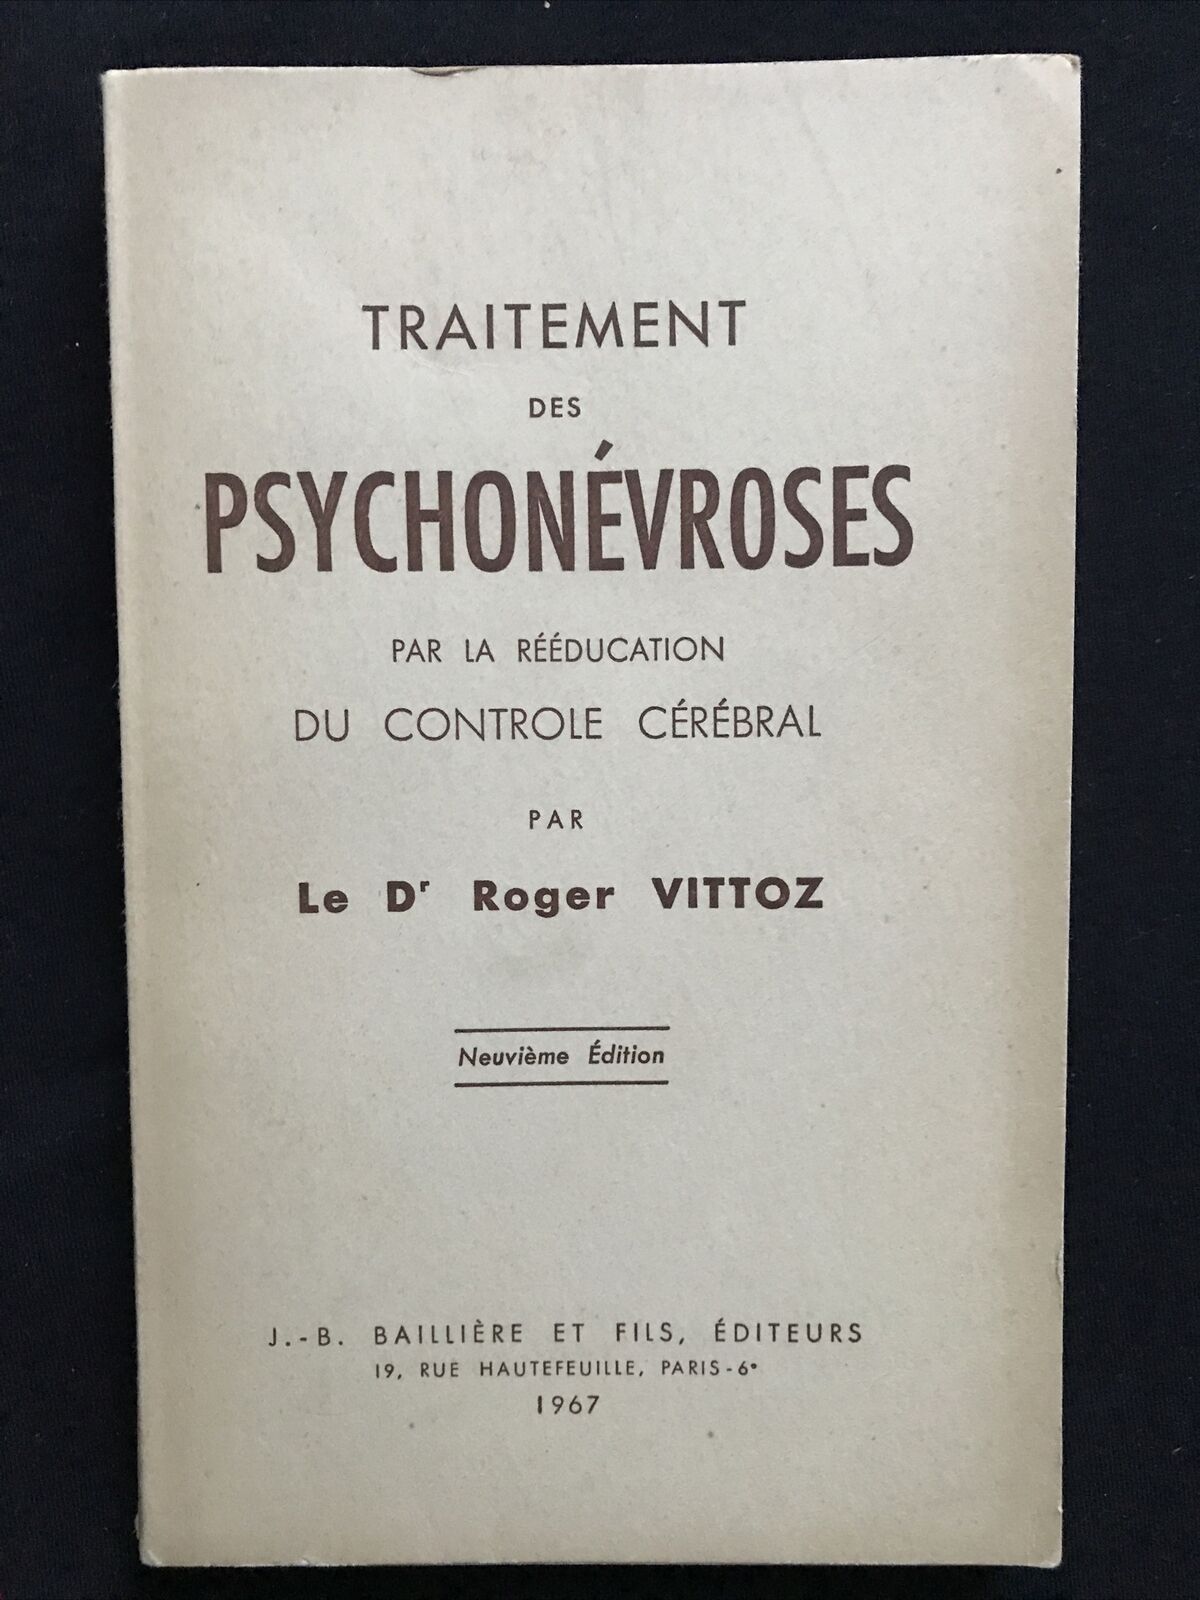 TRAITEMENT
DES
PSYCHONÉVROSES
PAR LA RÉÉDUCATION
DU CONTROLE CÉRÉBRAL
PAR
Le Dr Roger VITTOZ
Neuvième Édition
J.-B. BAILLIÈRE ET FILS, ÉDITEURS
19, RUE HAUTEFEUILLE, PARIS-6e
1967